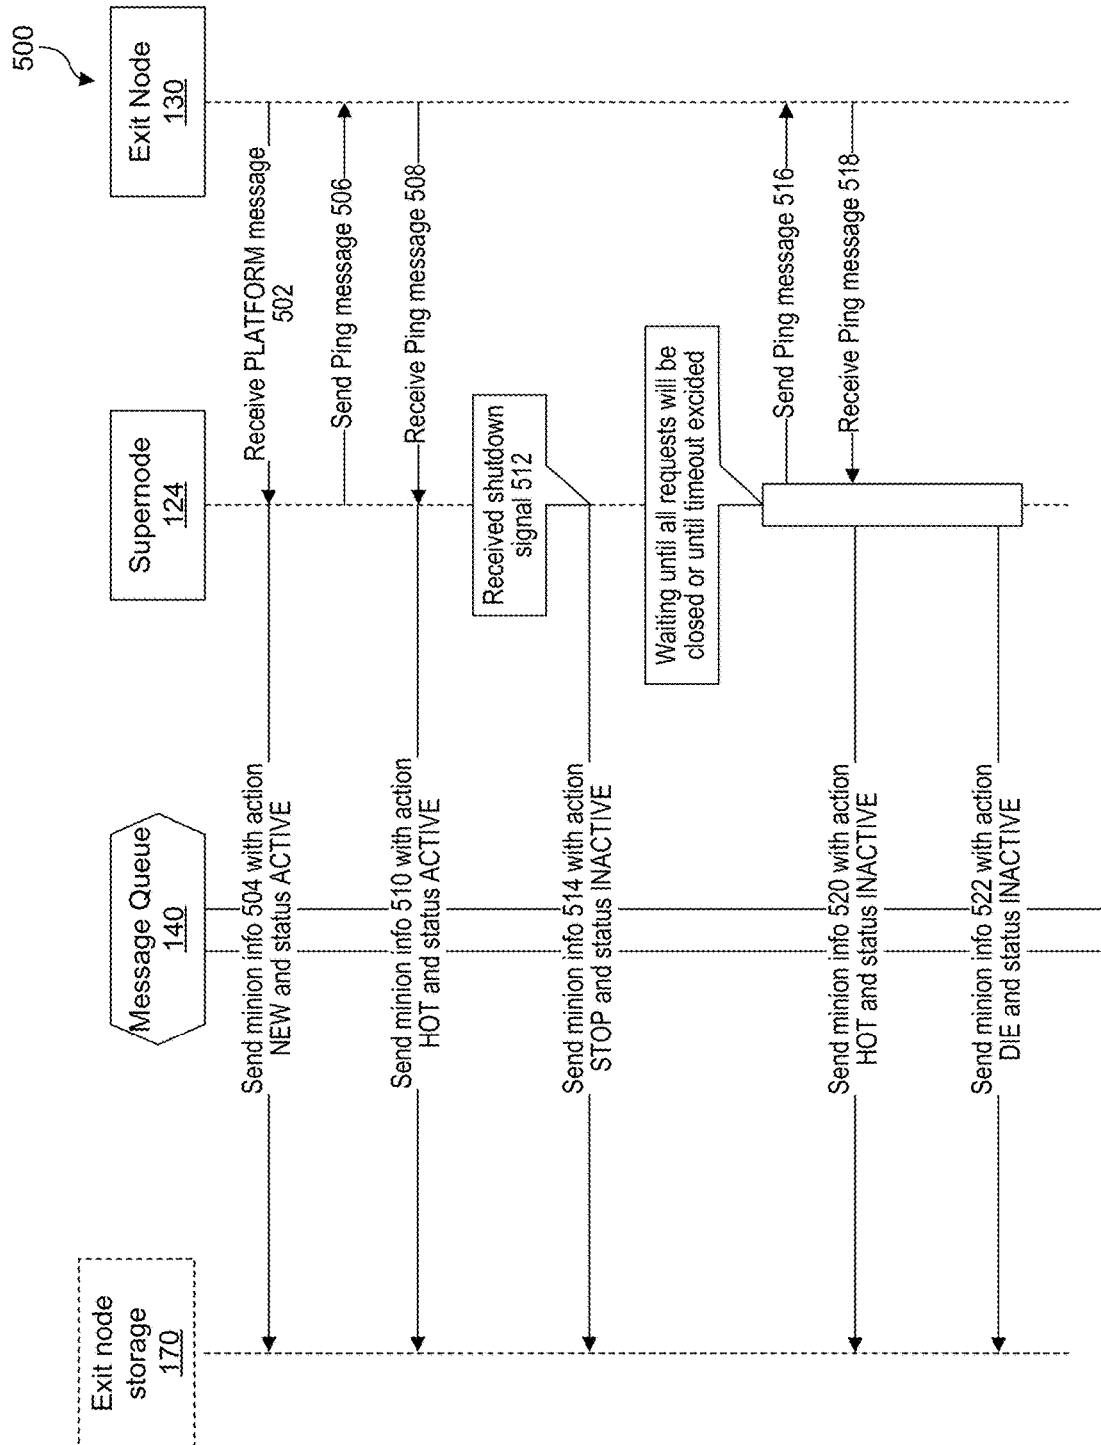 500
Exit node
storage
170
Message Queue
140
Supernode
124
Exit Node
130
Receive PLATFORM message
502
Send minion info 504 with action
NEW and status ACTIVE
Send Ping message 506
Receive Ping message 508
Send minion info 510 with action
HOT and status ACTIVE
Received shutdown
signal 512
Send minion info 514 with action
STOP and status INACTIVE
Waiting until all requests will be
closed or until timeout excided
Send Ping message 516
Receive Ping message 518
Send minion info 520 with action
HOT and status INACTIVE
Send minion info 522 with action
DIE and status INACTIVE